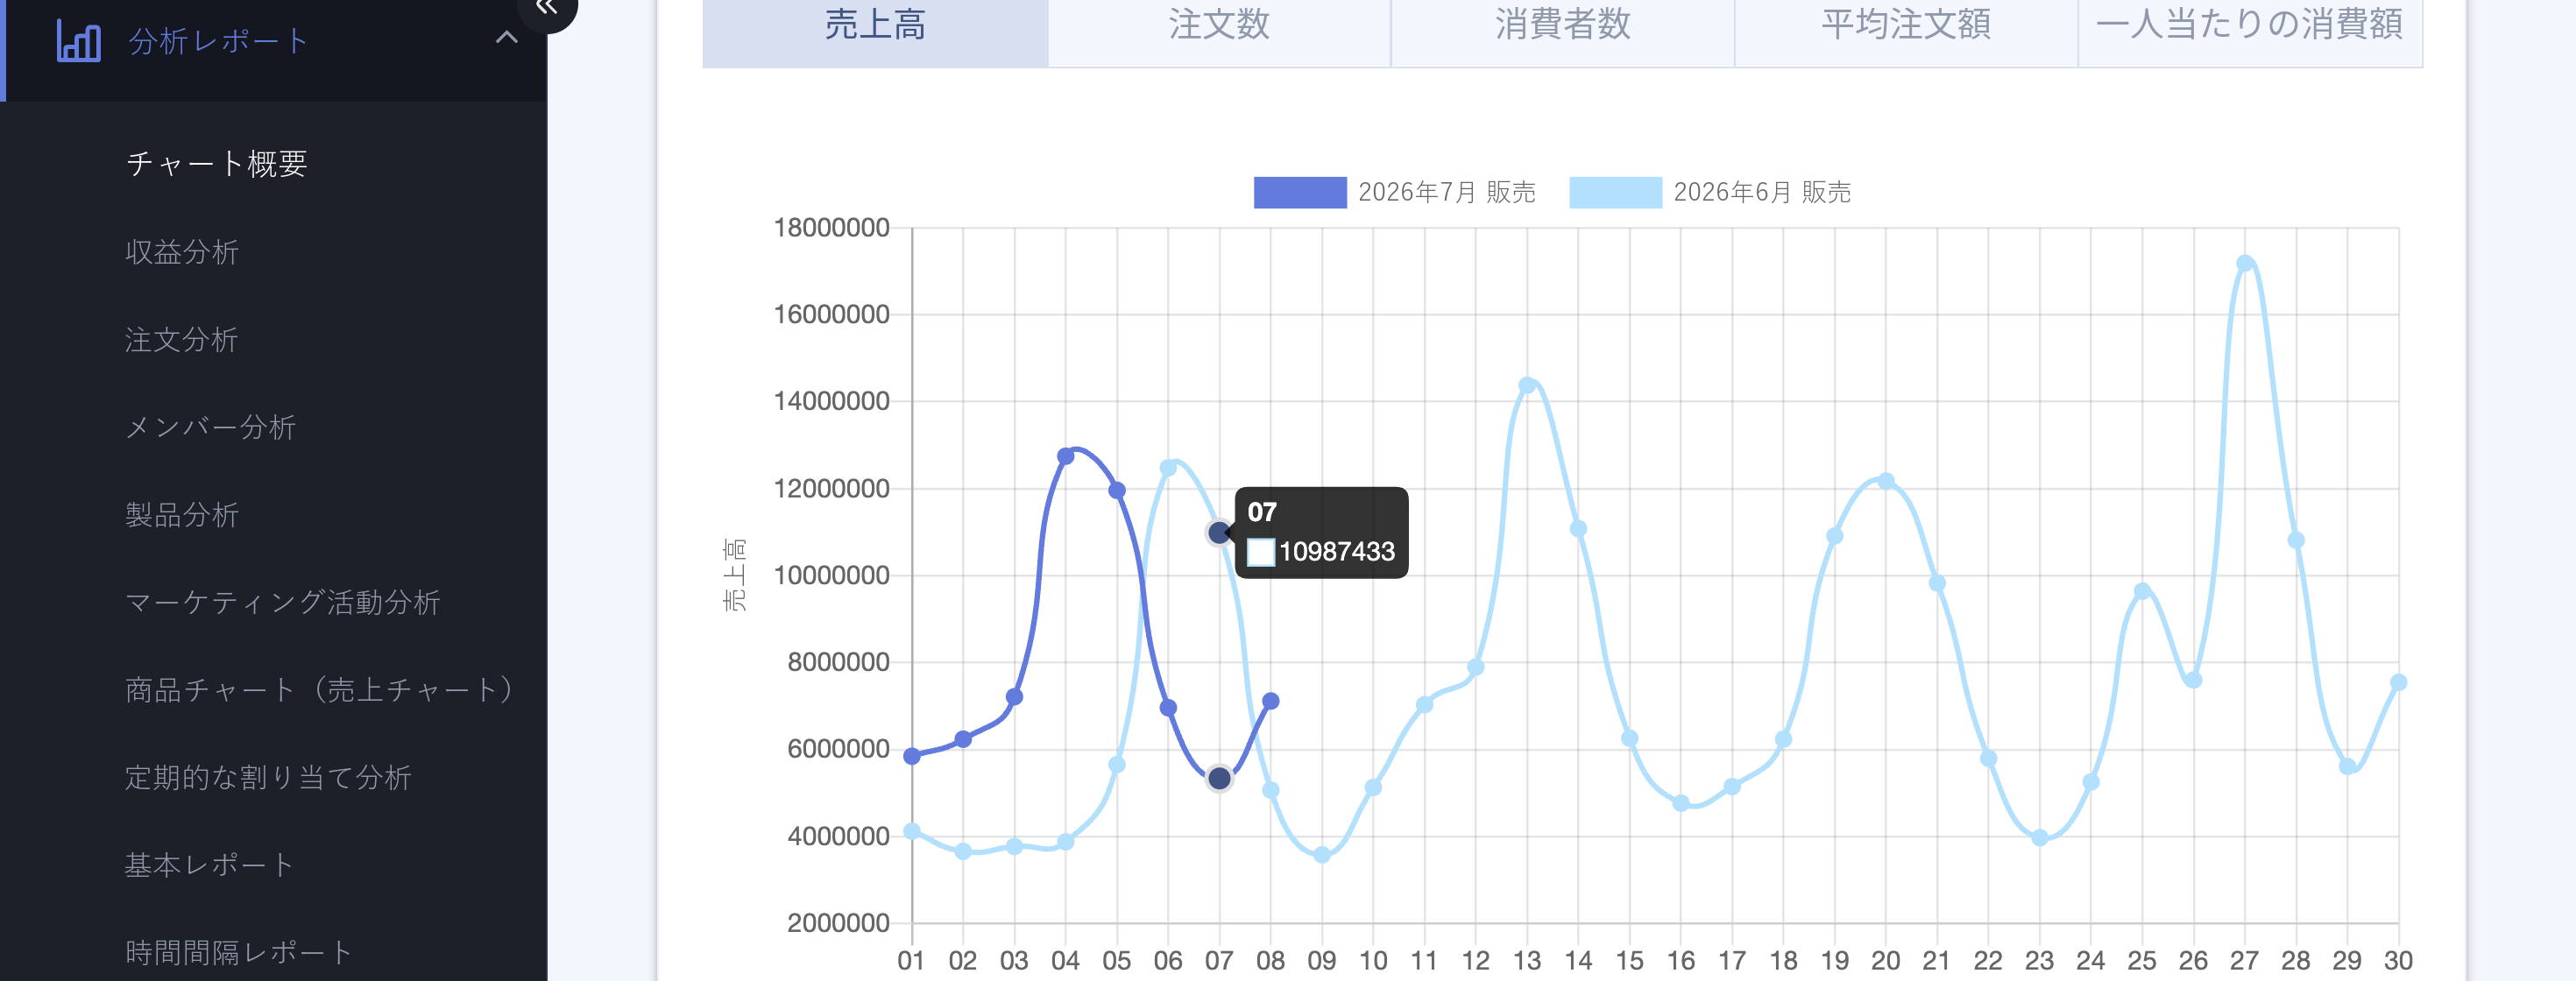 分析レポート
チャート概要
収益分析
注文分析
メンバー分析
製品分析
マーケティング活動分析
商品チャート（売上チャート）
定期的な割り当て分析
基本レポート
時間間隔レポート
売上高
注文数
消費者数
平均注文額
一人当たりの消費額
2026年7月 販売
2026年6月 販売
18000000
16000000
14000000
12000000
10000000
8000000
6000000
4000000
2000000
売上高
07
10987433
01 02 03 04 05 06 07 08 09 10 11 12 13 14 15 16 17 18 19 20 21 22 23 24 25 26 27 28 29 30